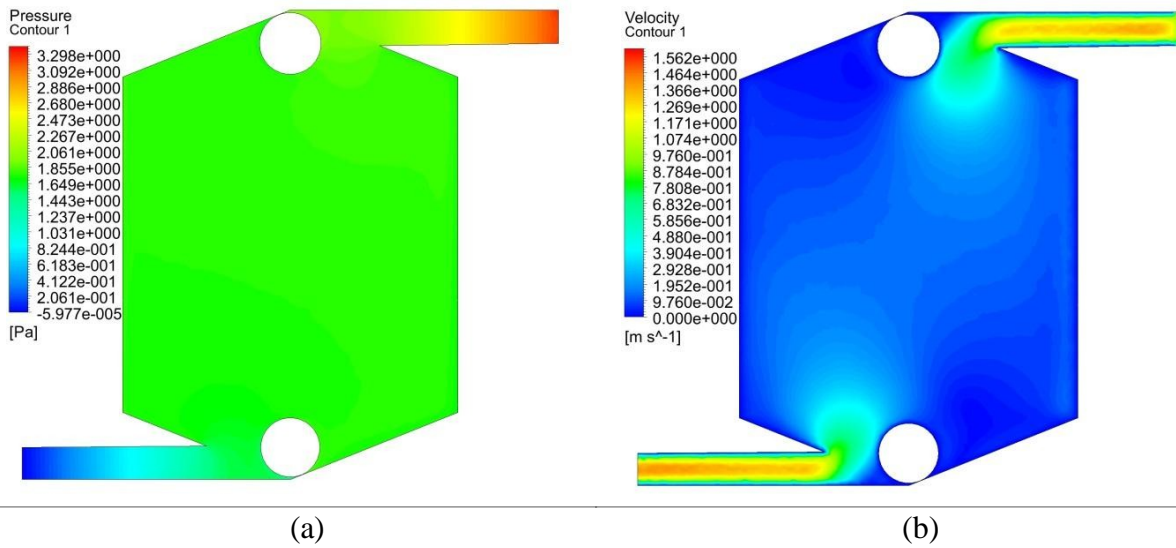 Pressure
Contour 1
3.298e+000
3.092e+000
2.886e+000
2.680e+000
2.474e+000
2.267e+000
2.061e+000
1.855e+000
1.649e+000
1.443e+000
1.237e+000
1.031e+000
8.244e-001
6.183e-001
4.122e-001
2.061e-001
-5.977e-005
[Pa]
(a)
Velocity
Contour 1
1.562e+000
1.464e+000
1.366e+000
1.269e+000
1.171e+000
1.074e+000
9.760e-001
8.784e-001
7.808e-001
6.832e-001
5.856e-001
4.880e-001
3.904e-001
2.928e-001
1.952e-001
9.760e-002
0.000e+000
[m s^-1]
(b)